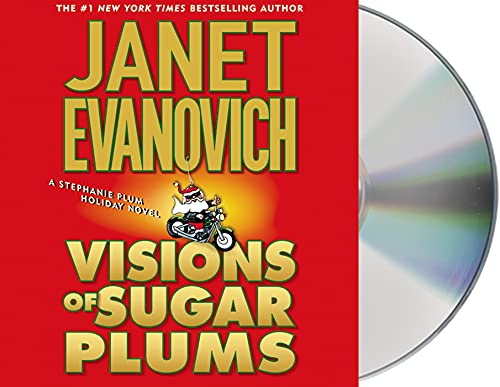 THE #1 NEW YORK TIMES BESTSELLING AUTHOR
JANET
EVANOVICH
A STEPHANIE PLUM
HOLIDAY NOVEL
VISIONS
OF SUGAR
PLUMS